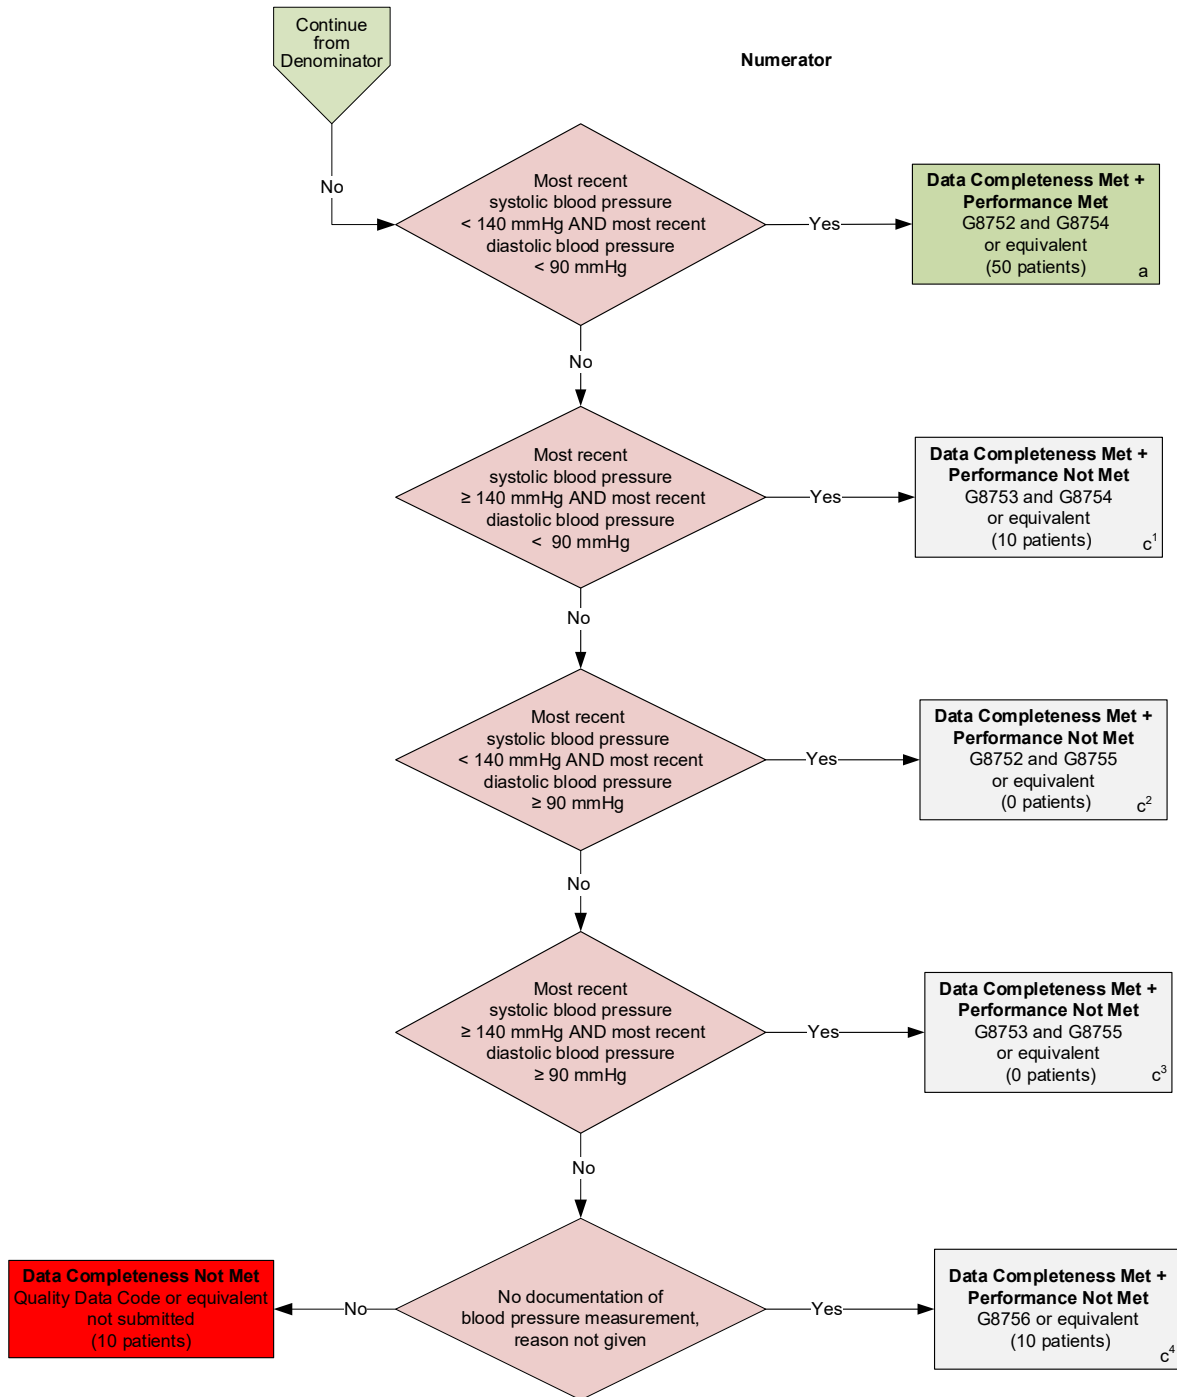 Continue
from
Denominator
Numerator
No
Most recent
systolic blood pressure
< 140 mmHg AND most recent
diastolic blood pressure
< 90 mmHg
Yes
Data Completeness Met +
Performance Met
G8752 and G8754
or equivalent
(50 patients)
a
No
Most recent
systolic blood pressure
≥ 140 mmHg AND most recent
diastolic blood pressure
< 90 mmHg
Yes
Data Completeness Met +
Performance Not Met
G8753 and G8754
or equivalent
(10 patients)
c¹
No
Most recent
systolic blood pressure
< 140 mmHg AND most recent
diastolic blood pressure
≥ 90 mmHg
Yes
Data Completeness Met +
Performance Not Met
G8752 and G8755
or equivalent
(0 patients)
c²
No
Most recent
systolic blood pressure
≥ 140 mmHg AND most recent
diastolic blood pressure
≥ 90 mmHg
Yes
Data Completeness Met +
Performance Not Met
G8753 and G8755
or equivalent
(0 patients)
c³
No
No documentation of
blood pressure measurement,
reason not given
Yes
Data Completeness Met +
Performance Not Met
G8756 or equivalent
(10 patients)
c⁴
No
Data Completeness Not Met
Quality Data Code or equivalent
not submitted
(10 patients)